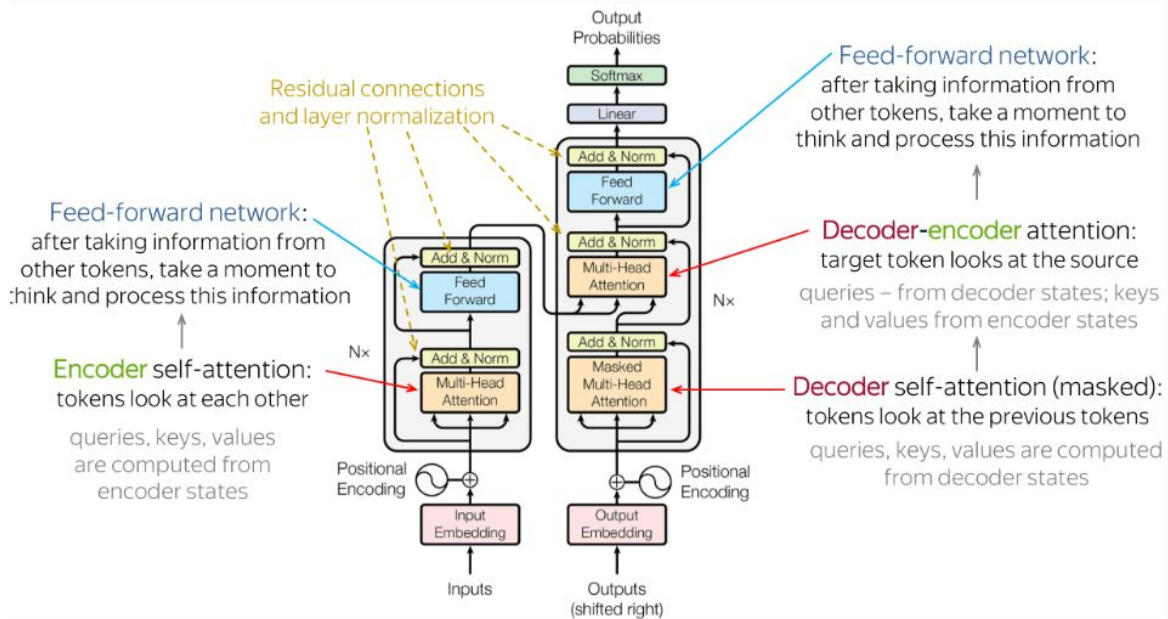 Output
Probabilities
Softmax
Linear
Add & Norm
Feed
Forward
Add & Norm
Multi-Head
Attention
Nx
Add & Norm
Masked
Multi-Head
Attention
Positional
Encoding
Output
Embedding
Outputs
(shifted right)
Residual connections
and layer normalization
Feed-forward network:
after taking information from
other tokens, take a moment to
think and process this information
Encoder self-attention:
tokens look at each other
queries, keys, values
are computed from
encoder states
Add & Norm
Feed
Forward
Nx
Add & Norm
Multi-Head
Attention
Positional
Encoding
Input
Embedding
Inputs
Feed-forward network:
after taking information from
other tokens, take a moment to
think and process this information
Decoder-encoder attention:
target token looks at the source
queries – from decoder states; keys
and values from encoder states
Decoder self-attention (masked):
tokens look at the previous tokens
queries, keys, values are computed
from decoder states